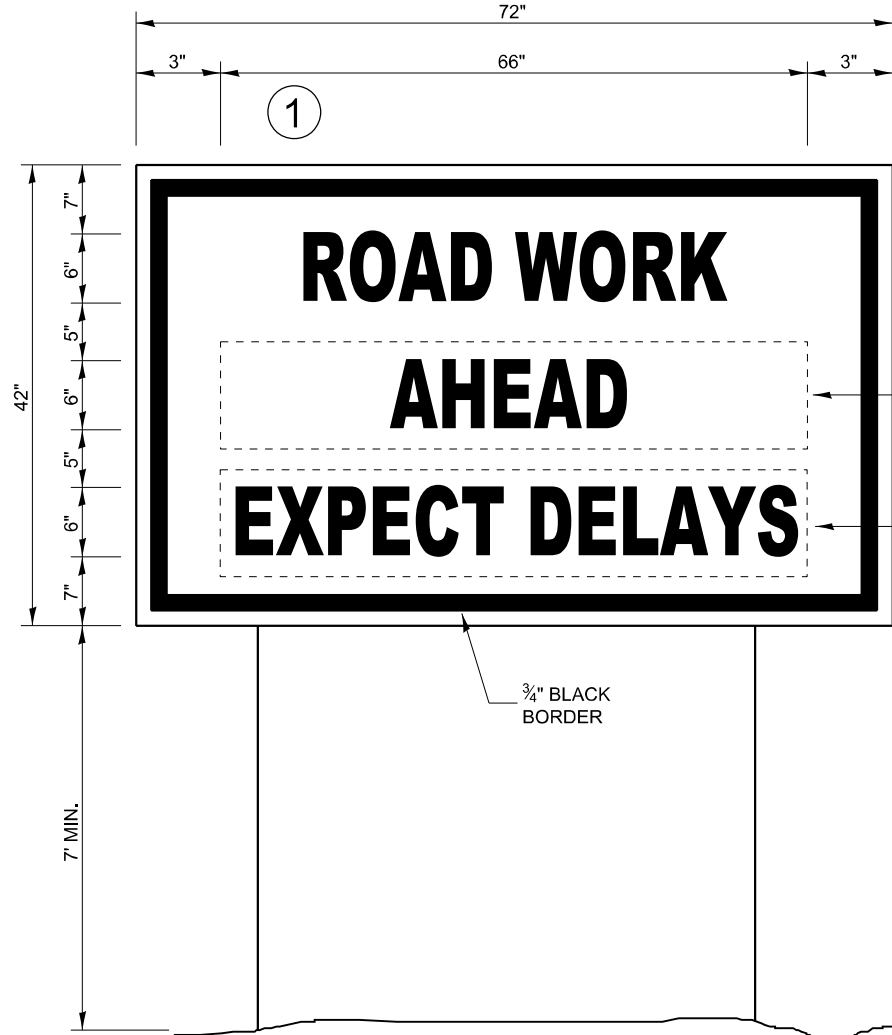 72"
3" 66" 3"
1
7"
6"
5"
6"
5"
6"
7"
42"
ROAD WORK
AHEAD
EXPECT DELAYS
¾" BLACK
BORDER
7' MIN.